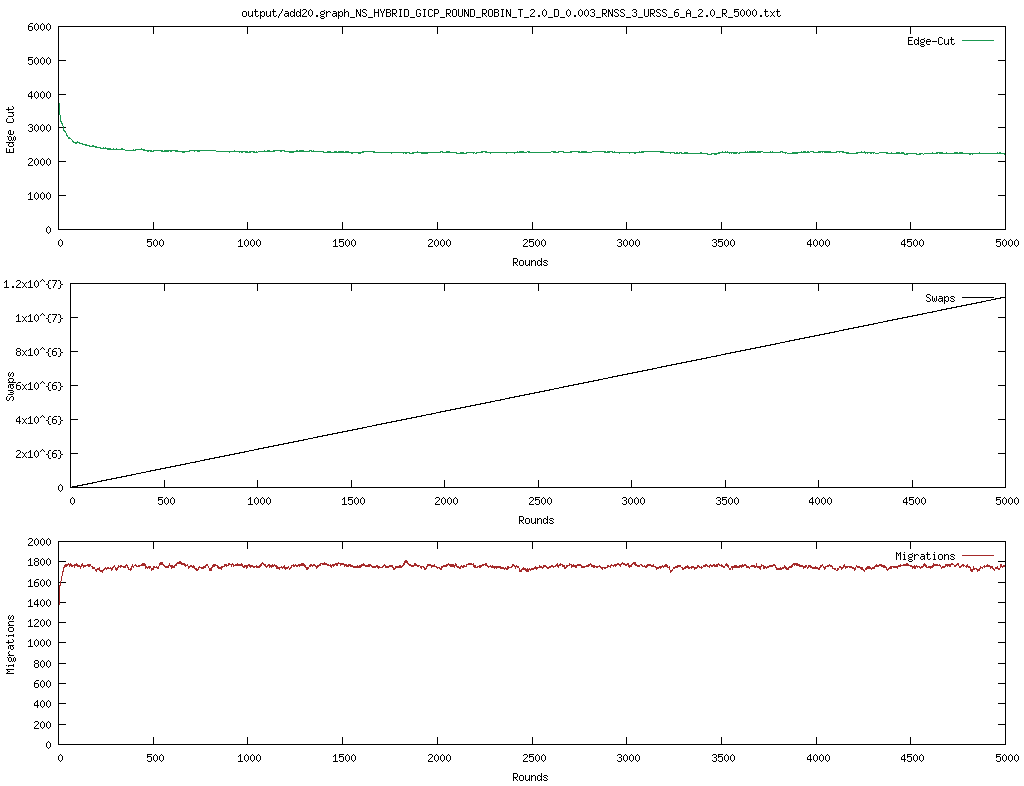 output/add20.graph_NS_HYBRID_GICP_ROUND_ROBIN_T_2.0_D_0.003_RNSS_3_URSS_6_A_2.0_R_5000.txt
6000
Edge-Cut
5000
4000
Edge Cut
3000
2000
1000
0
0 500 1000 1500 2000 2500 3000 3500 4000 4500 5000
Rounds
1.2x10^{7}
Swaps
1x10^{7}
8x10^{6}
Swaps
6x10^{6}
4x10^{6}
2x10^{6}
0
0 500 1000 1500 2000 2500 3000 3500 4000 4500 5000
Rounds
2000
Migrations
1800
1600
1400
1200
Migrations
1000
800
600
400
200
0
0 500 1000 1500 2000 2500 3000 3500 4000 4500 5000
Rounds